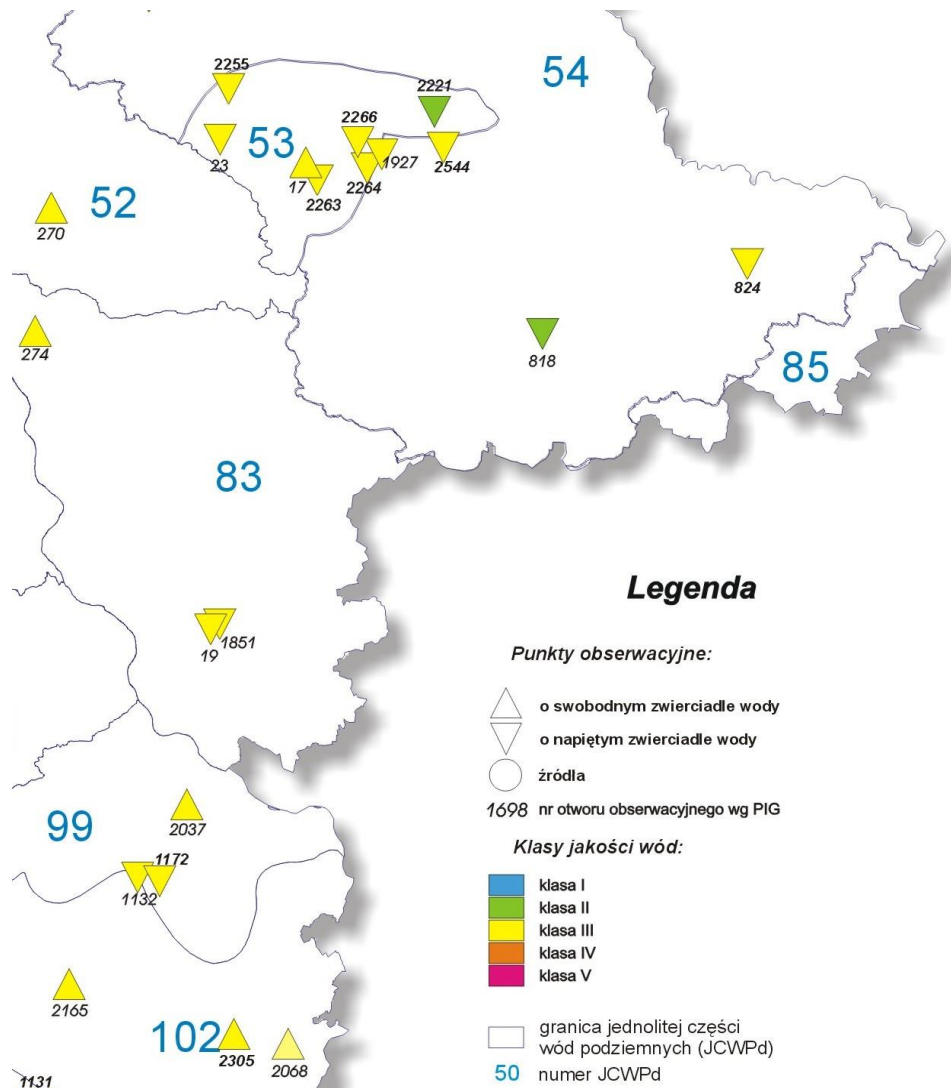 2255
54
2221
2266
53
23
1927
2544
17
2264
2263
52
270
824
274
818
85
83
Legenda
1851
19
Punkty obserwacyjne:
o swobodnym zwierciadle wody
o napiętym zwierciadle wody
źródła
1698 nr otworu obserwacyjnego wg PIG
2037
99
Klasy jakości wód:
1172
1132
klasa I
klasa II
klasa III
klasa IV
klasa V
2165
granica jednolitej części
wód podziemnych (JCWPd)
102
2305
2068
50 numer JCWPd
1131